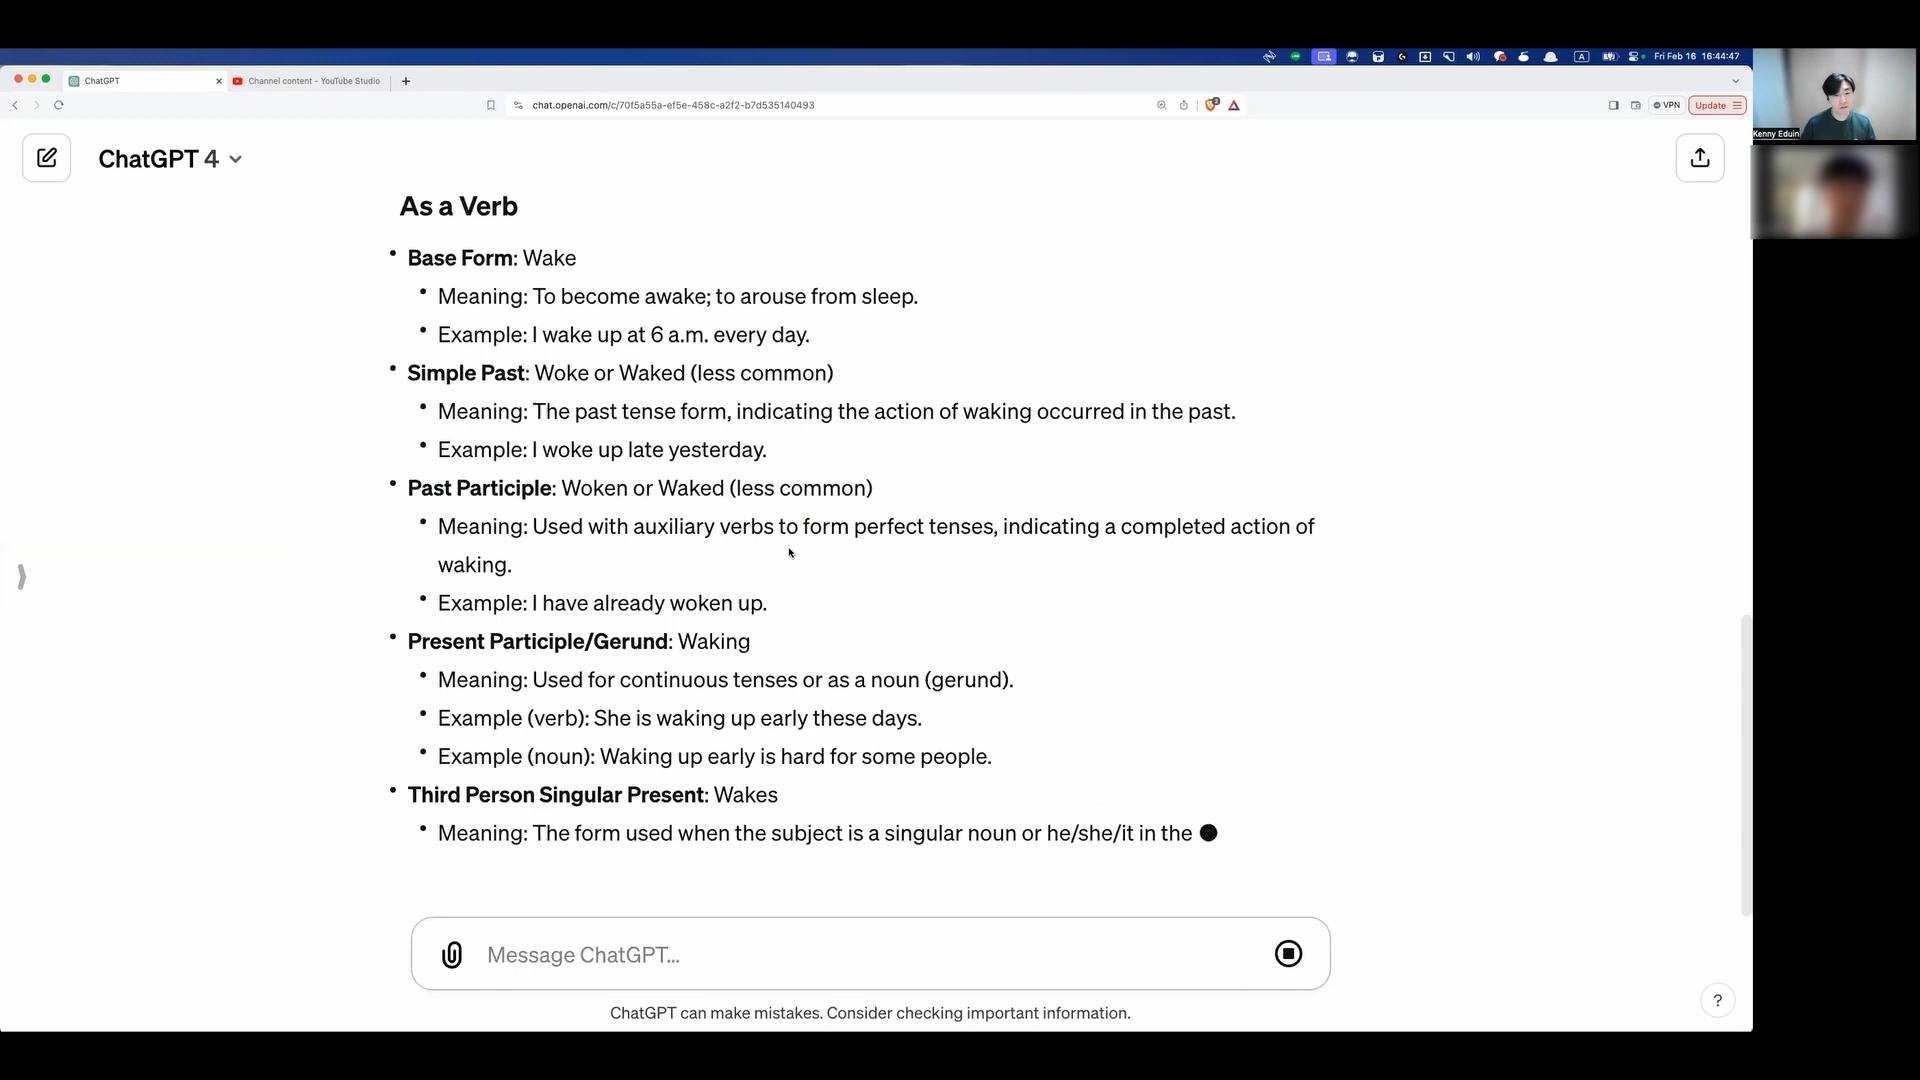 Fri Feb 16 16:44:47
ChatGPT
Channel content - YouTube Studio
chat.openai.com/c/70f5a55a-ef5e-458c-a2f2-b7d535140493
VPN
Update
Kenny Eduin
ChatGPT 4
As a Verb
• Base Form: Wake
• Meaning: To become awake; to arouse from sleep.
• Example: I wake up at 6 a.m. every day.
• Simple Past: Woke or Waked (less common)
• Meaning: The past tense form, indicating the action of waking occurred in the past.
• Example: I woke up late yesterday.
• Past Participle: Woken or Waked (less common)
• Meaning: Used with auxiliary verbs to form perfect tenses, indicating a completed action of
waking.
• Example: I have already woken up.
• Present Participle/Gerund: Waking
• Meaning: Used for continuous tenses or as a noun (gerund).
• Example (verb): She is waking up early these days.
• Example (noun): Waking up early is hard for some people.
• Third Person Singular Present: Wakes
• Meaning: The form used when the subject is a singular noun or he/she/it in the
Message ChatGPT...
ChatGPT can make mistakes. Consider checking important information.
?